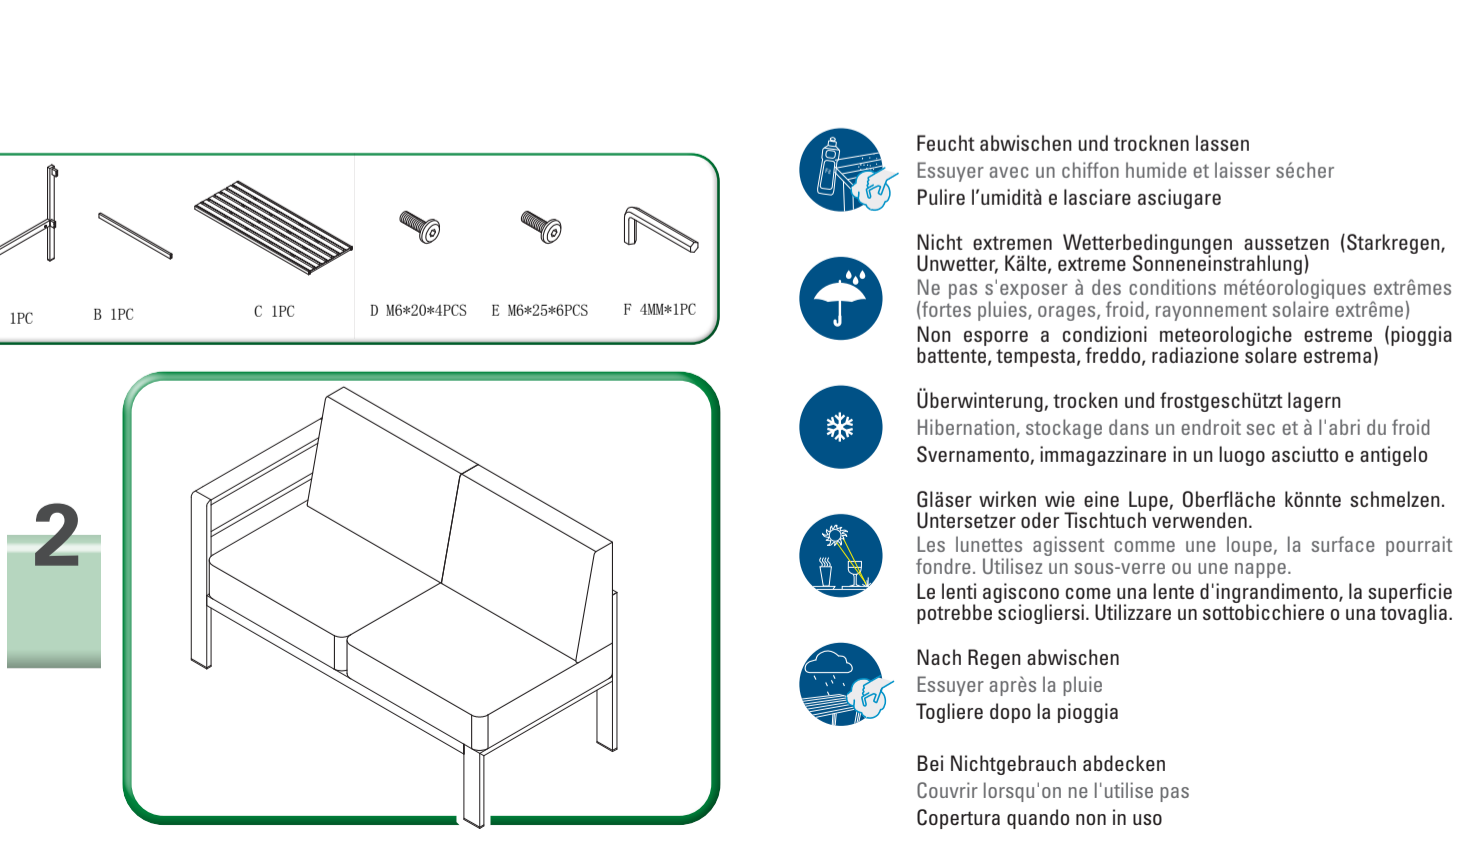 1PC
B 1PC
C 1PC
D M6*20*4PCS
E M6*25*6PCS
F 4MM*1PC
2
Feucht abwischen und trocknen lassen
Essuyer avec un chiffon humide et laisser sécher
Pulire l’umidità e lasciare asciugare
Nicht extremen Wetterbedingungen aussetzen (Starkregen,
Unwetter, Kälte, extreme Sonneneinstrahlung)
Ne pas s'exposer à des conditions météorologiques extrêmes
(fortes pluies, orages, froid, rayonnement solaire extrême)
Non esporre a condizioni meteorologiche estreme (pioggia
battente, tempesta, freddo, radiazione solare estrema)
Überwinterung, trocken und frostgeschützt lagern
Hibernation, stockage dans un endroit sec et à l'abri du froid
Svernamento, immagazzinare in un luogo asciutto e antigelo
Gläser wirken wie eine Lupe, Oberfläche könnte schmelzen.
Untersetzer oder Tischtuch verwenden.
Les lunettes agissent comme une loupe, la surface pourrait
fondre. Utilisez un sous-verre ou une nappe.
Le lenti agiscono come una lente d'ingrandimento, la superficie
potrebbe sciogliersi. Utilizzare un sottobicchiere o una tovaglia.
Nach Regen abwischen
Essuyer après la pluie
Togliere dopo la pioggia
Bei Nichtgebrauch abdecken
Couvrir lorsqu'on ne l'utilise pas
Copertura quando non in uso